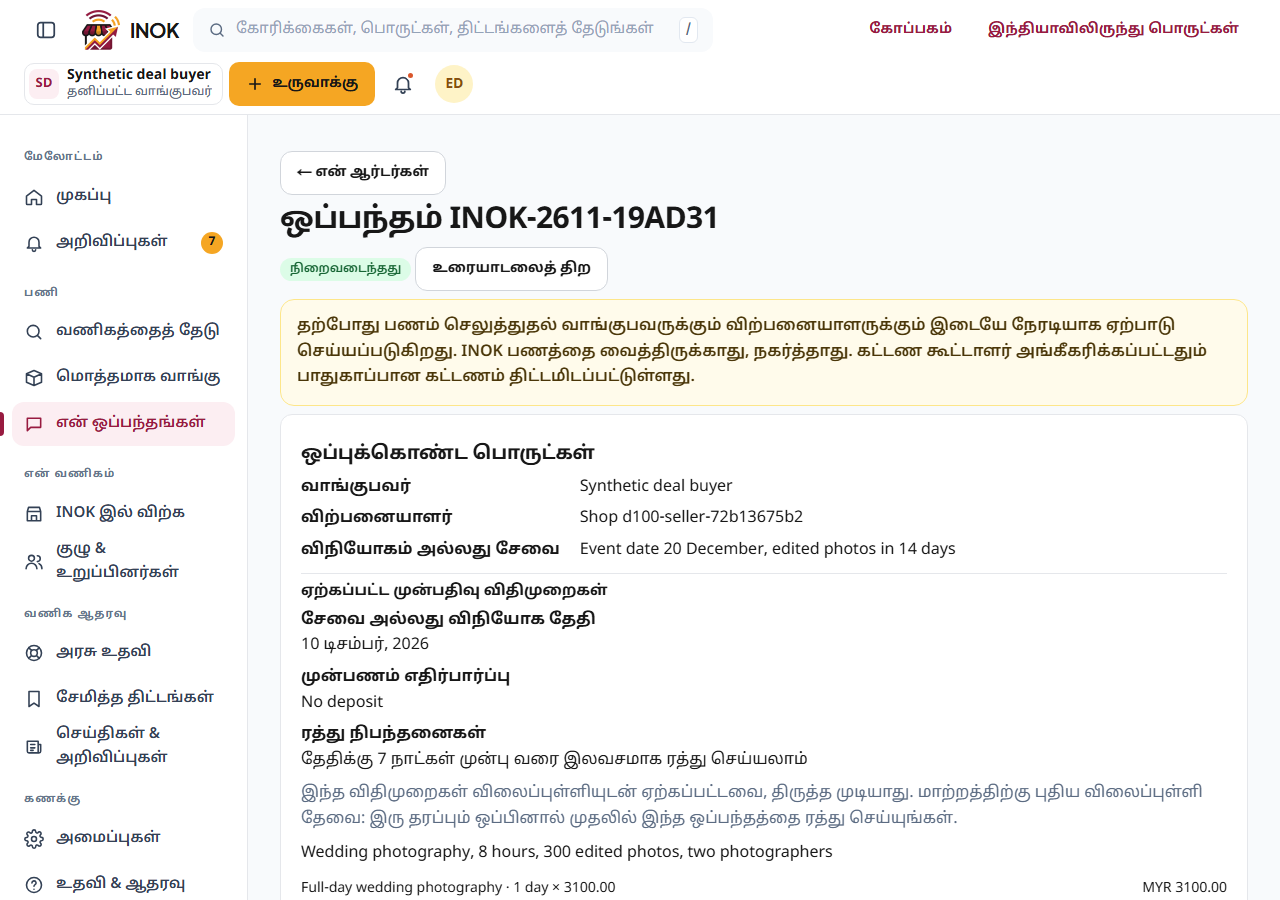 INOK
கோரிக்கைகள், பொருட்கள், திட்டங்களைத் தேடுங்கள்
/
கோப்பகம்
இந்தியாவிலிருந்து பொருட்கள்
SD
Synthetic deal buyer
தனிப்பட்ட வாங்குபவர்
+ உருவாக்கு
ED
மேலோட்டம்
முகப்பு
அறிவிப்புகள்
7
பணி
வணிகத்தைத் தேடு
மொத்தமாக வாங்கு
என் ஒப்பந்தங்கள்
என் வணிகம்
INOK இல் விற்க
குழு &
உறுப்பினர்கள்
வணிக ஆதரவு
அரசு உதவி
சேமித்த திட்டங்கள்
செய்திகள் &
அறிவிப்புகள்
கணக்கு
அமைப்புகள்
உதவி & ஆதரவு
← என் ஆர்டர்கள்
ஒப்பந்தம் INOK-2611-19AD31
நிறைவடைந்தது
உரையாடலைத் திற
தற்போது பணம் செலுத்துதல் வாங்குபவருக்கும் விற்பனையாளருக்கும் இடையே நேரடியாக ஏற்பாடு
செய்யப்படுகிறது. INOK பணத்தை வைத்திருக்காது, நகர்த்தாது. கட்டண கூட்டாளர் அங்கீகரிக்கப்பட்டதும்
பாதுகாப்பான கட்டணம் திட்டமிடப்பட்டுள்ளது.
ஒப்புக்கொண்ட பொருட்கள்
வாங்குபவர் Synthetic deal buyer
விற்பனையாளர் Shop d100-seller-72b13675b2
விநியோகம் அல்லது சேவை Event date 20 December, edited photos in 14 days
ஏற்கப்பட்ட முன்பதிவு விதிமுறைகள்
சேவை அல்லது விநியோக தேதி
10 டிசம்பர், 2026
முன்பணம் எதிர்பார்ப்பு
No deposit
ரத்து நிபந்தனைகள்
தேதிக்கு 7 நாட்கள் முன்பு வரை இலவசமாக ரத்து செய்யலாம்
இந்த விதிமுறைகள் விலைப்புள்ளியுடன் ஏற்கப்பட்டவை, திருத்த முடியாது. மாற்றத்திற்கு புதிய விலைப்புள்ளி
தேவை: இரு தரப்பும் ஒப்பினால் முதலில் இந்த ஒப்பந்தத்தை ரத்து செய்யுங்கள்.
Wedding photography, 8 hours, 300 edited photos, two photographers
Full-day wedding photography · 1 day × 3100.00 MYR 3100.00